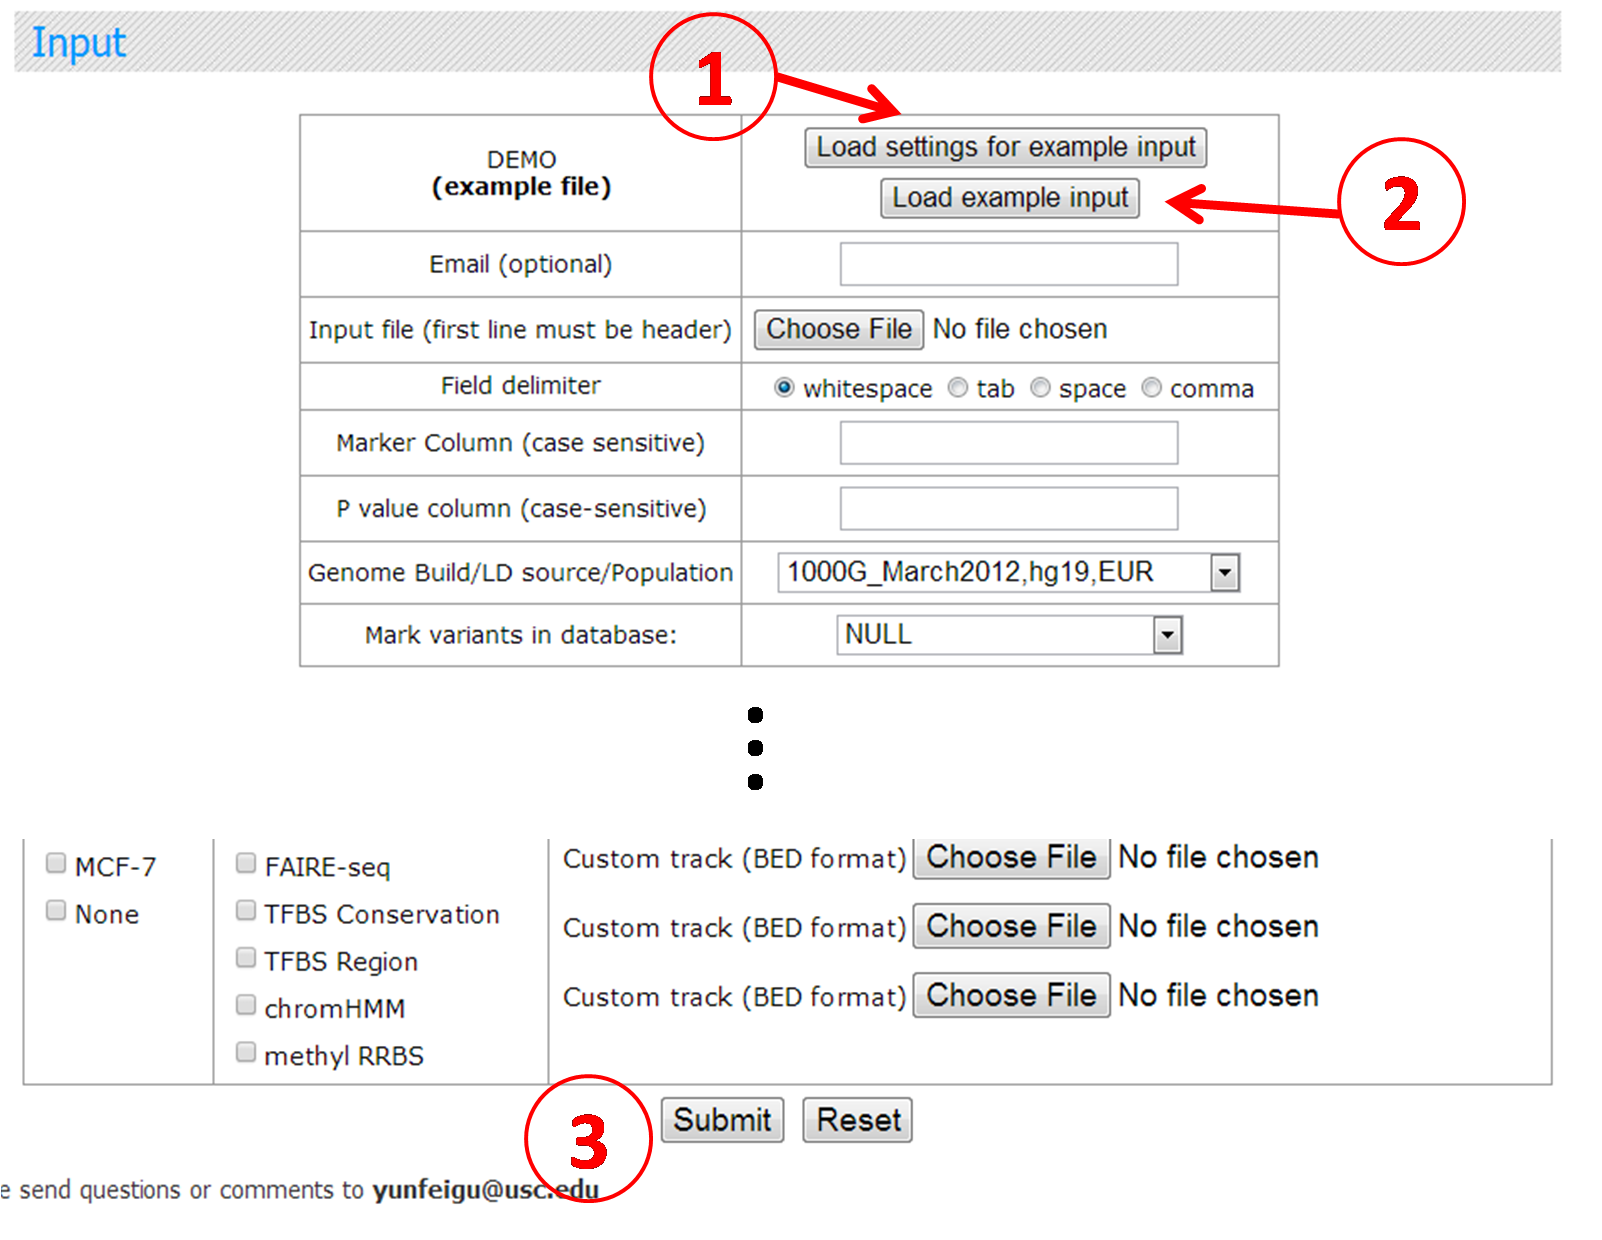 Input
1
DEMO
(example file)
Load settings for example input
Load example input
2
Email (optional)
Input file (first line must be header) Choose File No file chosen
Field delimiter whitespace tab space comma
Marker Column (case sensitive)
P value column (case-sensitive)
Genome Build/LD source/Population 1000G_March2012,hg19,EUR
Mark variants in database: NULL
MCF-7 FAIRE-seq Custom track (BED format) Choose File No file chosen
None TFBS Conservation Custom track (BED format) Choose File No file chosen
TFBS Region
chromHMM Custom track (BED format) Choose File No file chosen
methyl RRBS
3 Submit Reset
e send questions or comments to yunfeigu@usc.edu